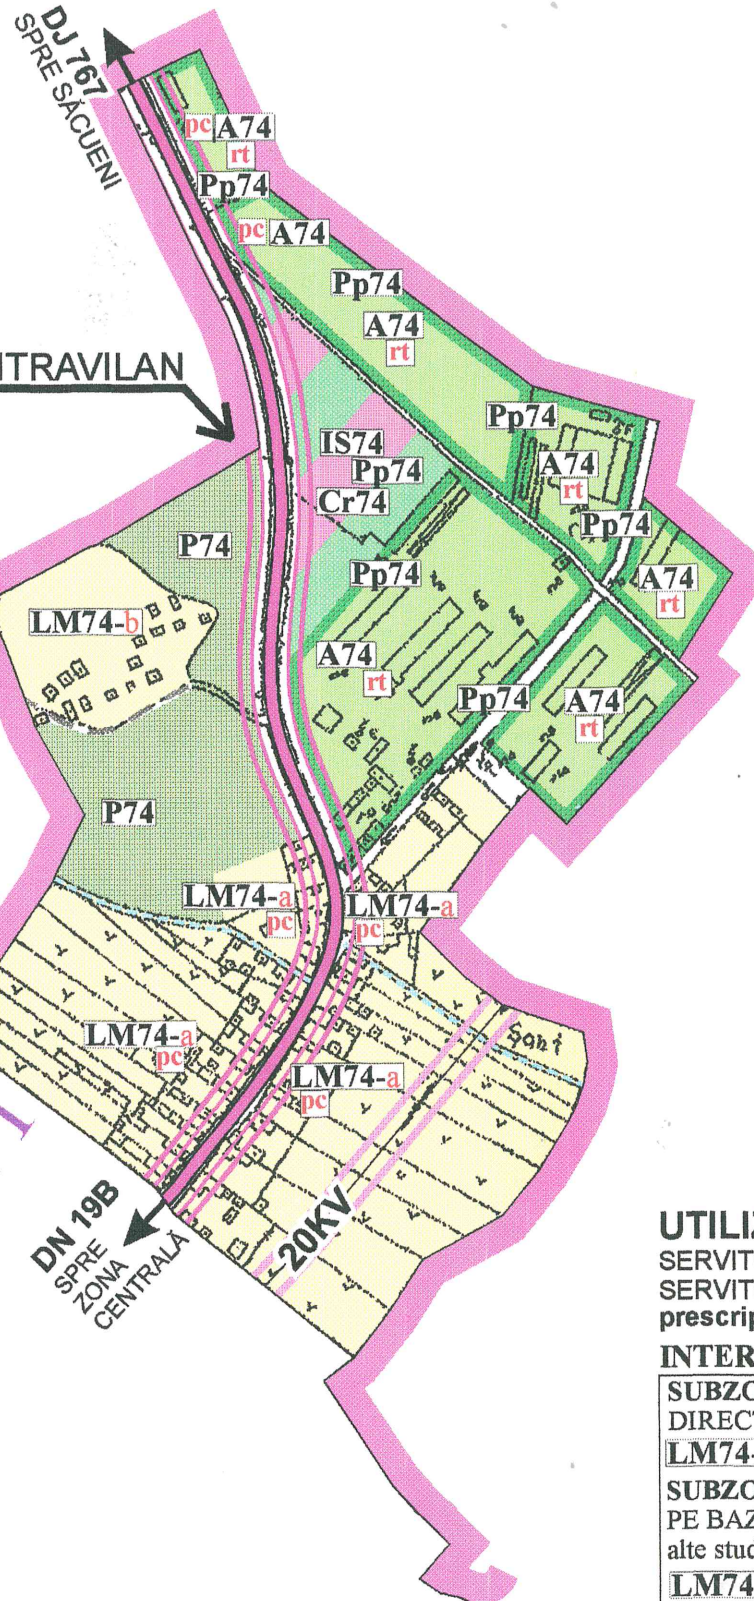 DJ 767
SPRE SĂCUENI
pc A74
rt
Pp74
pc A74
Pp74
A74
rt
TRAVILAN
Pp74
IS74
Pp74
A74
rt
Cr74
Pp74
P74
Pp74
A74
rt
LM74-b
A74
rt
Pp74
A74
rt
P74
LM74-a
pc
LM74-a
pc
Sant
LM74-a
pc
LM74-a
pc
DN 19B
SPRE
ZONA
CENTRALĂ
20KV
UTILIZ
SERVIT
SERVIT
prescrip
INTER
SUBZO
DIRECT
LM74-
SUBZO
PE BAZ
alte stud
LM74